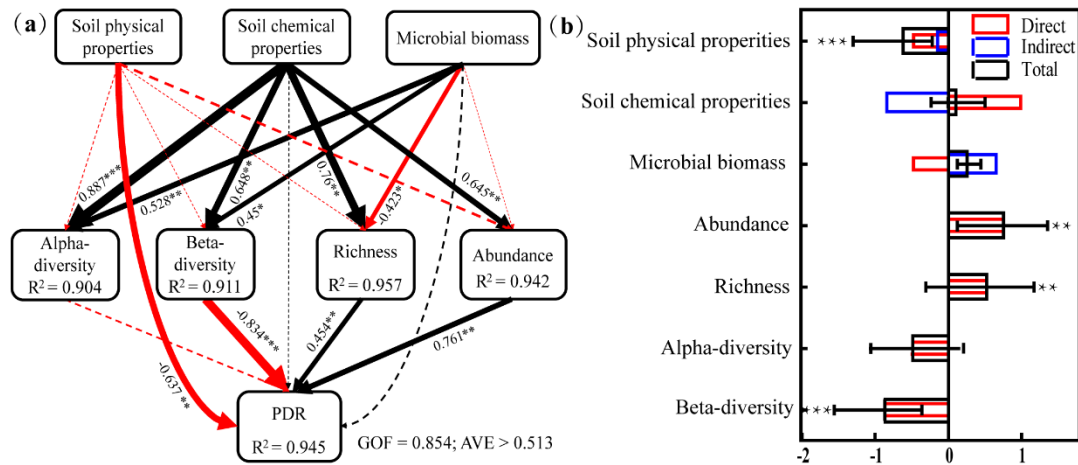 (a)
Soil physical
properties
Soil chemical
properties
Microbial biomass
0.887***
0.528**
0.648**
0.45*
0.76**
-0.423*
0.645**
Alpha-
diversity
R² = 0.904
Beta-
diversity
R² = 0.911
Richness
R² = 0.957
Abundance
R² = 0.942
-0.637**
-0.834***
0.454**
0.761**
PDR
R² = 0.945
GOF = 0.854; AVE > 0.513
b
Direct
Indirect
Total
Soil physical properities
***
Soil chemical properities
Microbial biomass
Abundance
**
Richness
**
Alpha-diversity
Beta-diversity
***
-2
-1
0
1